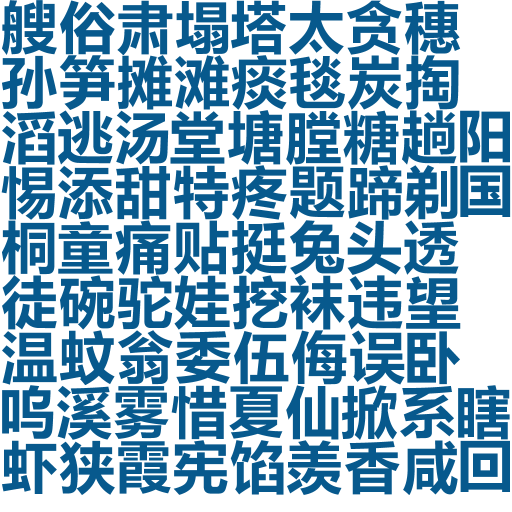 艘俗肃塌塔太贪穗
孙笋摊滩痰毯炭掏
滔逃汤堂塘膛糖趟阳
惕添甜特疼题蹄剃国
桐童痛贴挺兔头透
徒碗驼娃挖袜违望
温蚊翁委伍侮误卧
呜溪雾惜夏仙掀系瞎
虾狭霞宪馅羡香咸回